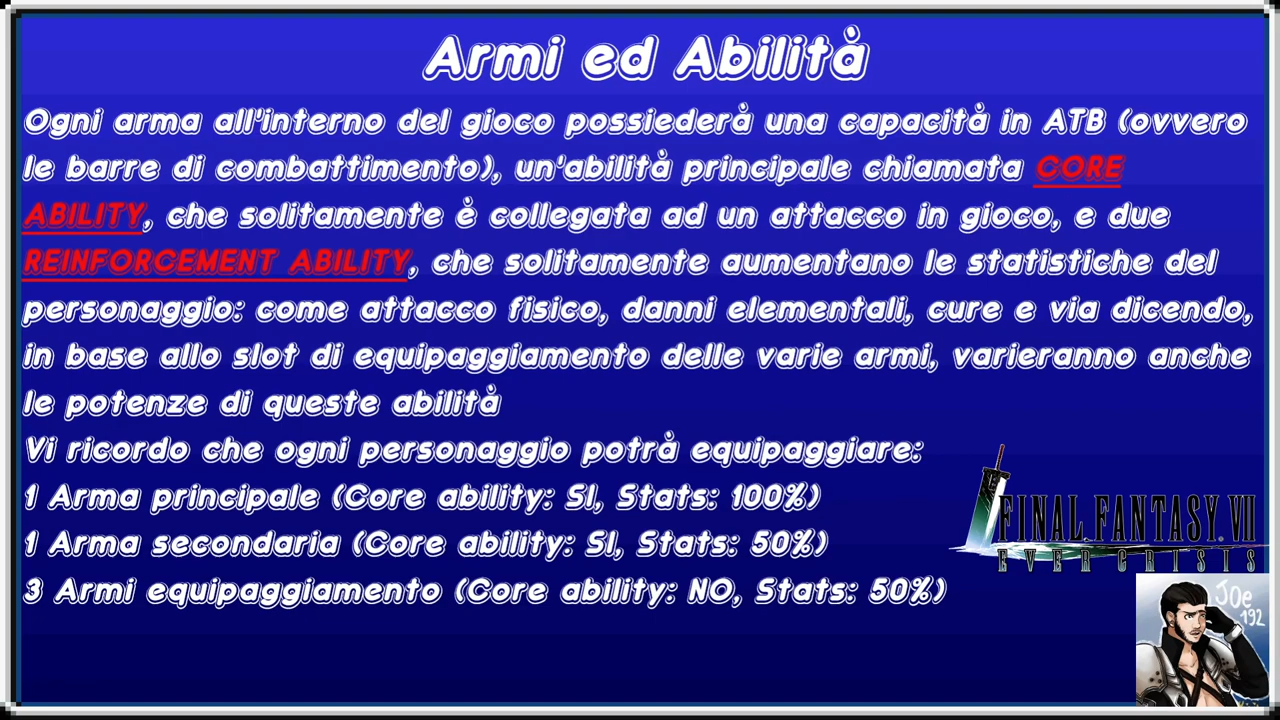 Armi ed Abilità
Ogni arma all'interno del gioco possiederà una capacità in ATB (ovvero
le barre di combattimento), un'abilità principale chiamata CORE
ABILITY, che solitamente è collegata ad un attacco in gioco, e due
REINFORCEMENT ABILITY, che solitamente aumentano le statistiche del
personaggio: come attacco fisico, danni elementali, cure e via dicendo,
in base allo slot di equipaggiamento delle varie armi, varieranno anche
le potenze di queste abilità
Vi ricordo che ogni personaggio potrà equipaggiare:
1 Arma principale (Core ability: SI, Stats: 100%)
1 Arma secondaria (Core ability: SI, Stats: 50%)
3 Armi equipaggiamento (Core ability: NO, Stats: 50%)
FINAL FANTASY VII
EVER CRISIS
JOe
192